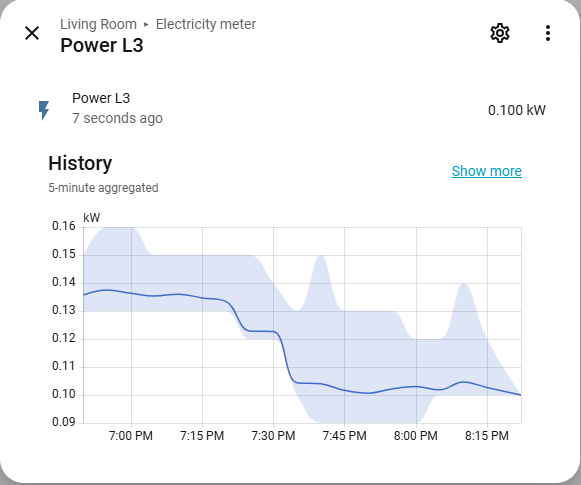 Living Room ▸ Electricity meter
Power L3
Power L3
7 seconds ago
0.100 kW
History
Show more
5-minute aggregated
kW
0.16
0.15
0.14
0.13
0.12
0.11
0.10
0.09
7:00 PM 7:15 PM 7:30 PM 7:45 PM 8:00 PM 8:15 PM